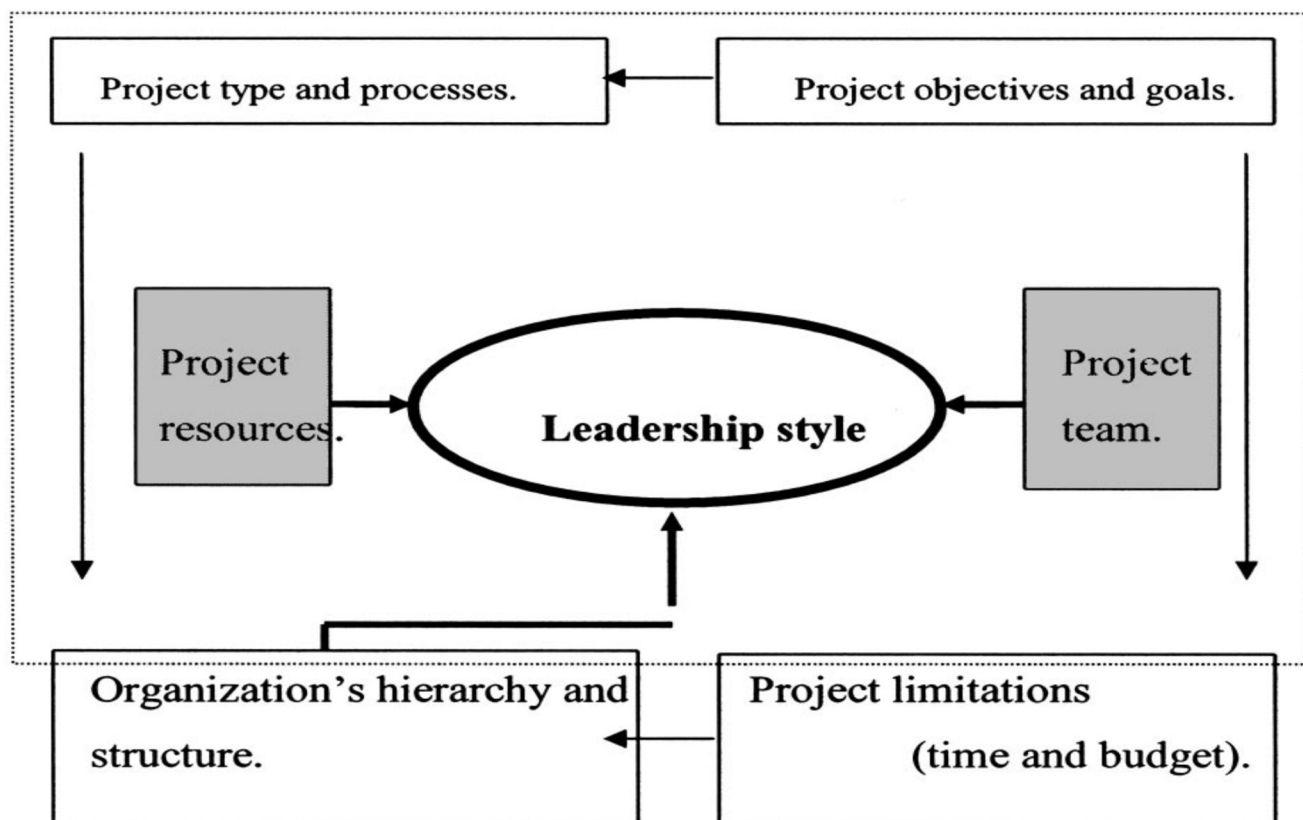 Project type and processes.
Project objectives and goals.
Project
resources.
Leadership style
Project
team.
Organization's hierarchy and
structure.
Project limitations
(time and budget).